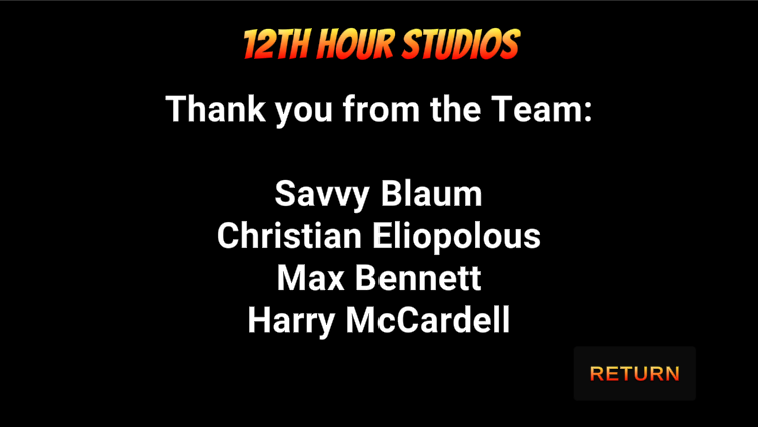 12TH HOUR STUDIOS
Thank you from the Team:
Savvy Blaum
Christian Eliopolous
Max Bennett
Harry McCardell
RETURN